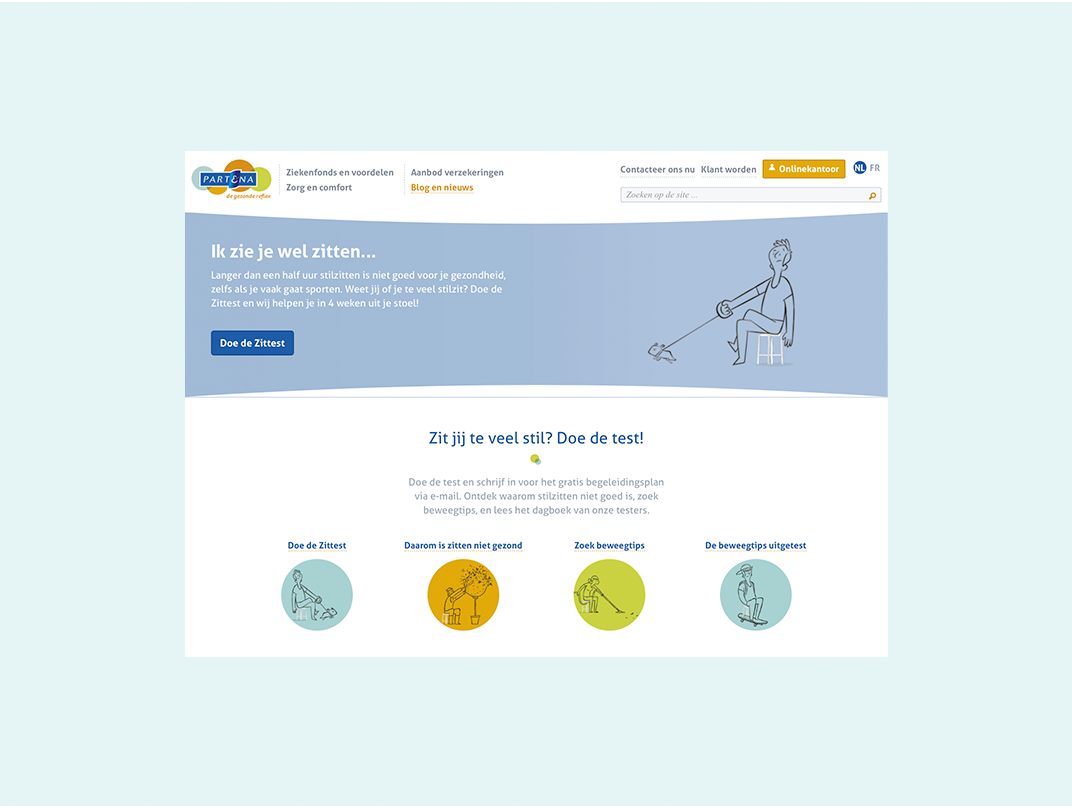 PARTENA
de gezonde reflex
Ziekenfonds en voordelen
Zorg en comfort
Aanbod verzekeringen
Blog en nieuws
Contacteer ons nu
Klant worden
Onlinekantoor
NL
FR
Zoeken op de site ...
Ik zie je wel zitten...
Langer dan een half uur stilzitten is niet goed voor je gezondheid,
zelfs als je vaak gaat sporten. Weet jij of je te veel stilzit? Doe de
Zittest en wij helpen je in 4 weken uit je stoel!
Doe de Zittest
Zit jij te veel stil? Doe de test!
Doe de test en schrijf in voor het gratis begeleidingsplan
via e-mail. Ontdek waarom stilzitten niet goed is, zoek
beweegtips, en lees het dagboek van onze testers.
Doe de Zittest
Daarom is zitten niet gezond
Zoek beweegtips
De beweegtips uitgetest